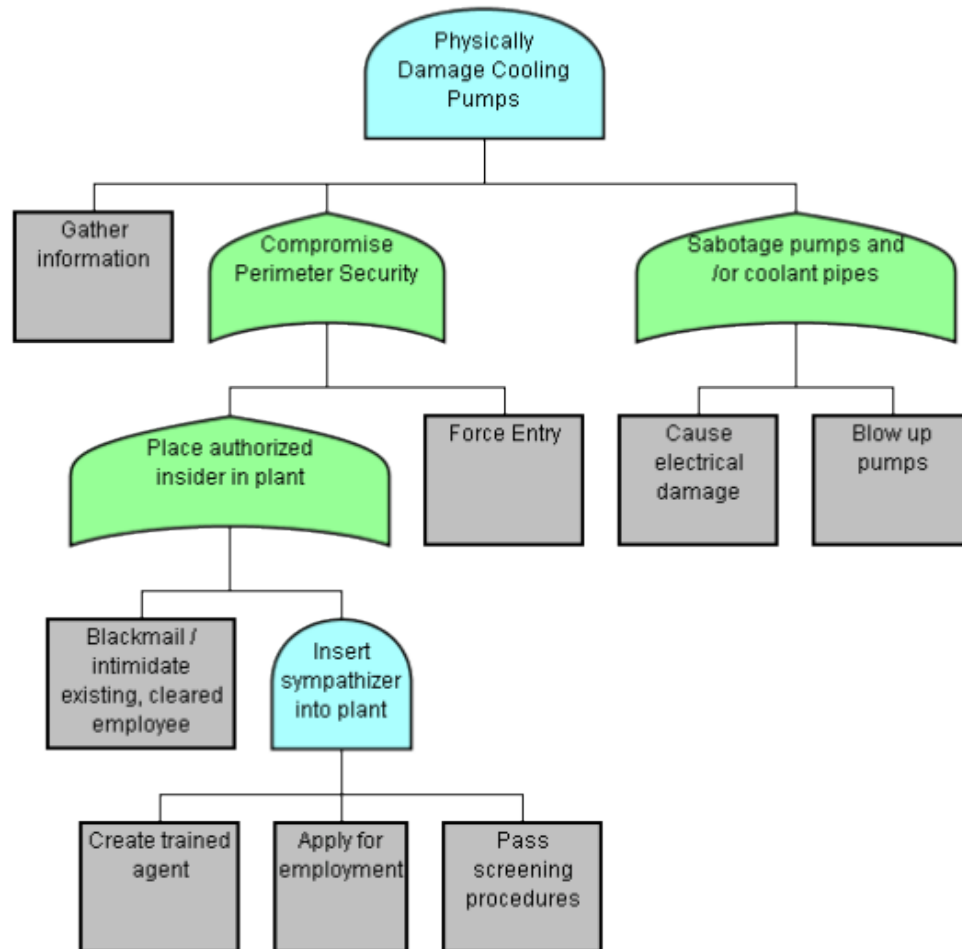 Physically
Damage Cooling
Pumps
Gather
information
Compromise
Perimeter Security
Sabotage pumps and
/or coolant pipes
Place authorized
insider in plant
Force Entry
Cause
electrical
damage
Blow up
pumps
Blackmail /
intimidate
existing, cleared
employee
Insert
sympathizer
into plant
Create trained
agent
Apply for
employment
Pass
screening
procedures